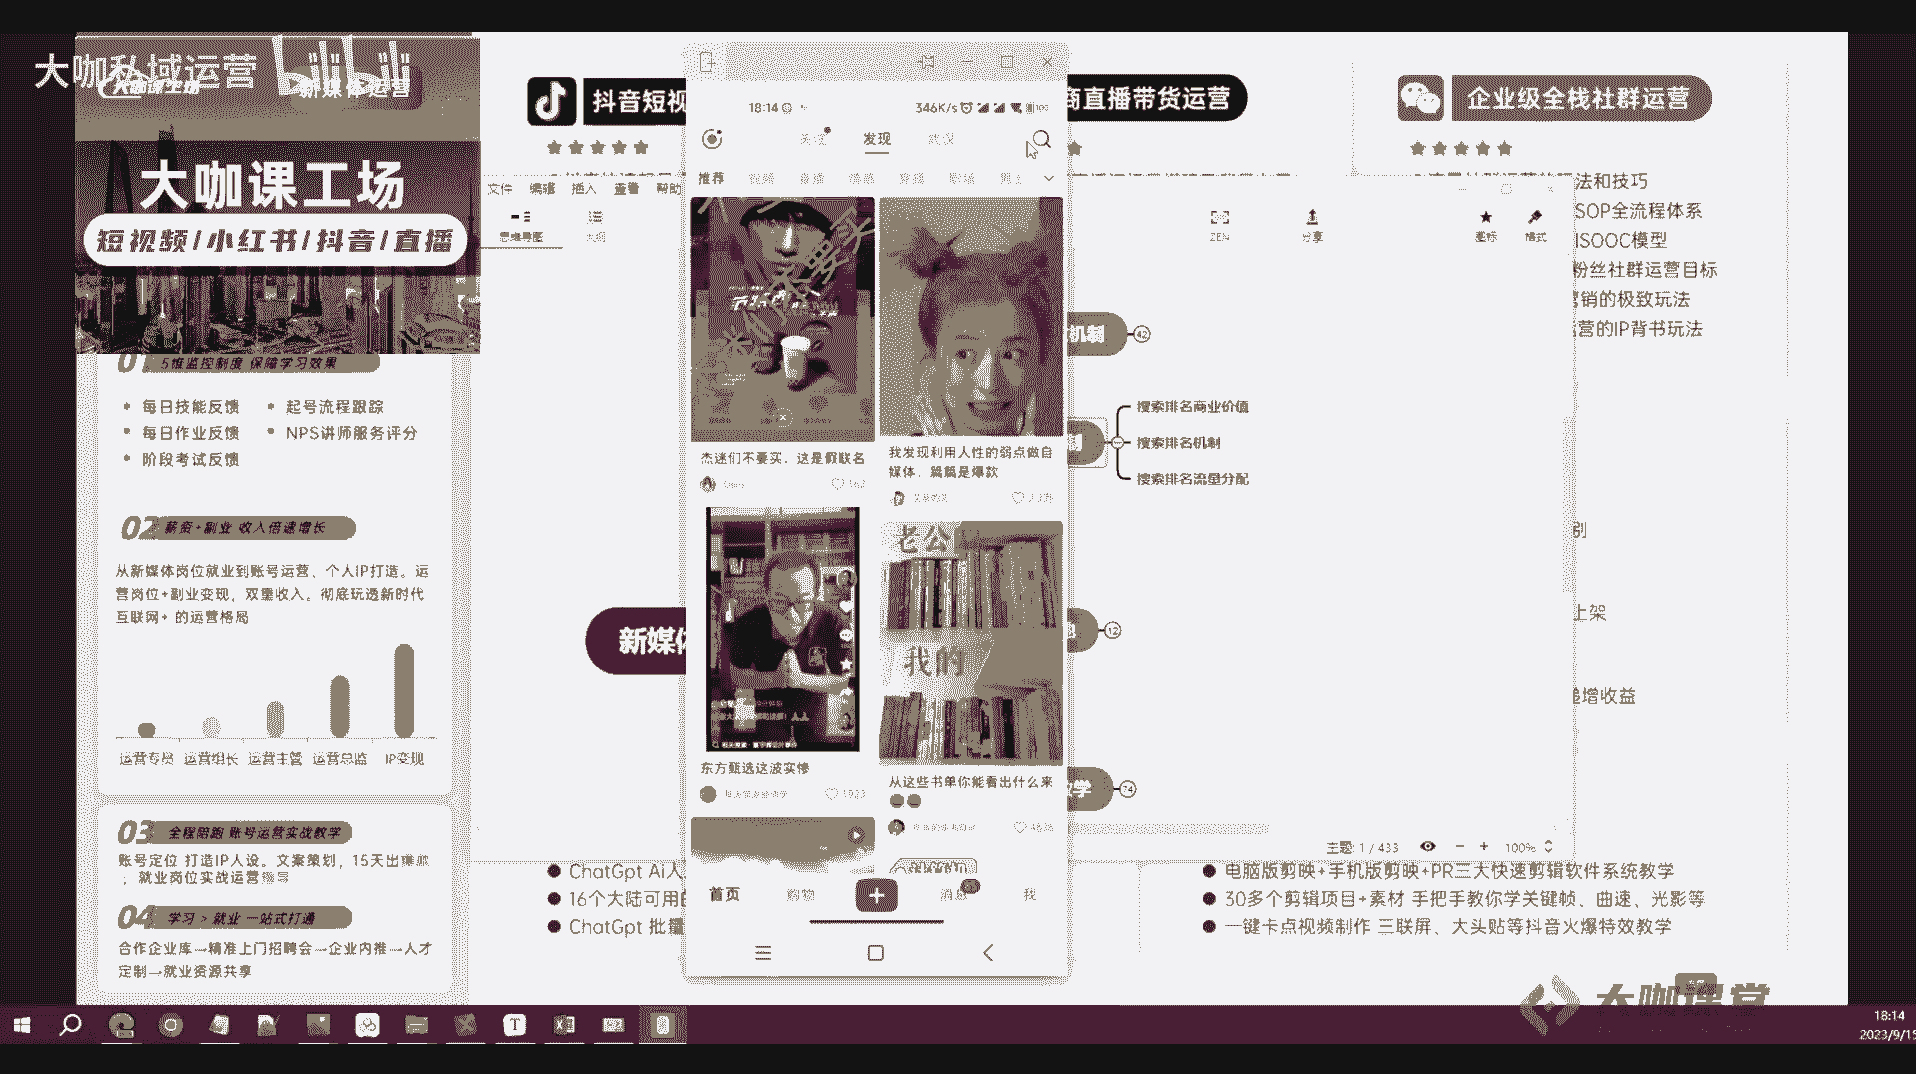 大咖私域运营
bilibili
新媒体运营
大咖课工场
短视频/小红书/抖音/直播
01 5维监控制度 保障学习效果
每日技能反馈
起号流程跟踪
每日作业反馈
NPS讲师服务评分
阶段考试反馈
02 薪资+副业 收入倍速增长
从新媒体岗位就业到账号运营、个人IP打造。运
营岗位+副业变现，双重收入。彻底玩透新时代
互联网+ 的运营格局
运营专员 运营组长 运营主管 运营总监 IP变现
03 全程陪跑 账号运营实战教学
账号定位 打造IP人设。文案策划，15天出爆款
；就业岗位实战运营指导
04 学习 > 就业 一站式打通
合作企业库→精准上门招聘会→企业内推→人才
定制→就业资源共享
抖音短视
商直播带货运营
企业级全栈社群运营
法和技巧
SOP全流程体系
ISOOC模型
粉丝社群运营目标
营销的极致玩法
运营的IP背书玩法
文件 编辑 插入 查看 帮助
思维导图 大纲
ZEN 分享 图标 格式
18:14
346K/s
100
关注 发现 武汉
推荐 视频 直播 情感 穿搭 职场
杰迷们不要买，这是假联名
我发现利用人性的弱点做自
媒体，篇篇是爆款
老公
我的
东方甄选这波实惨
1923
从这些书单你能看出什么来
首页 购物 消息 我
机制 42
搜索排名商业价值
搜索排名机制
搜索排名流量分配
新媒体
12
学 74
上架
递增收益
主题: 1 / 433
100%
ChatGpt Ai人
16个大陆可用的
ChatGpt 批量
电脑版剪映+手机版剪映+PR三大快速剪辑软件系统教学
30多个剪辑项目+素材 手把手教你学关键帧、曲速、光影等
一键卡点视频制作 三联屏、大头贴等抖音火爆特效教学
大咖课堂
18:14
2023/9/15